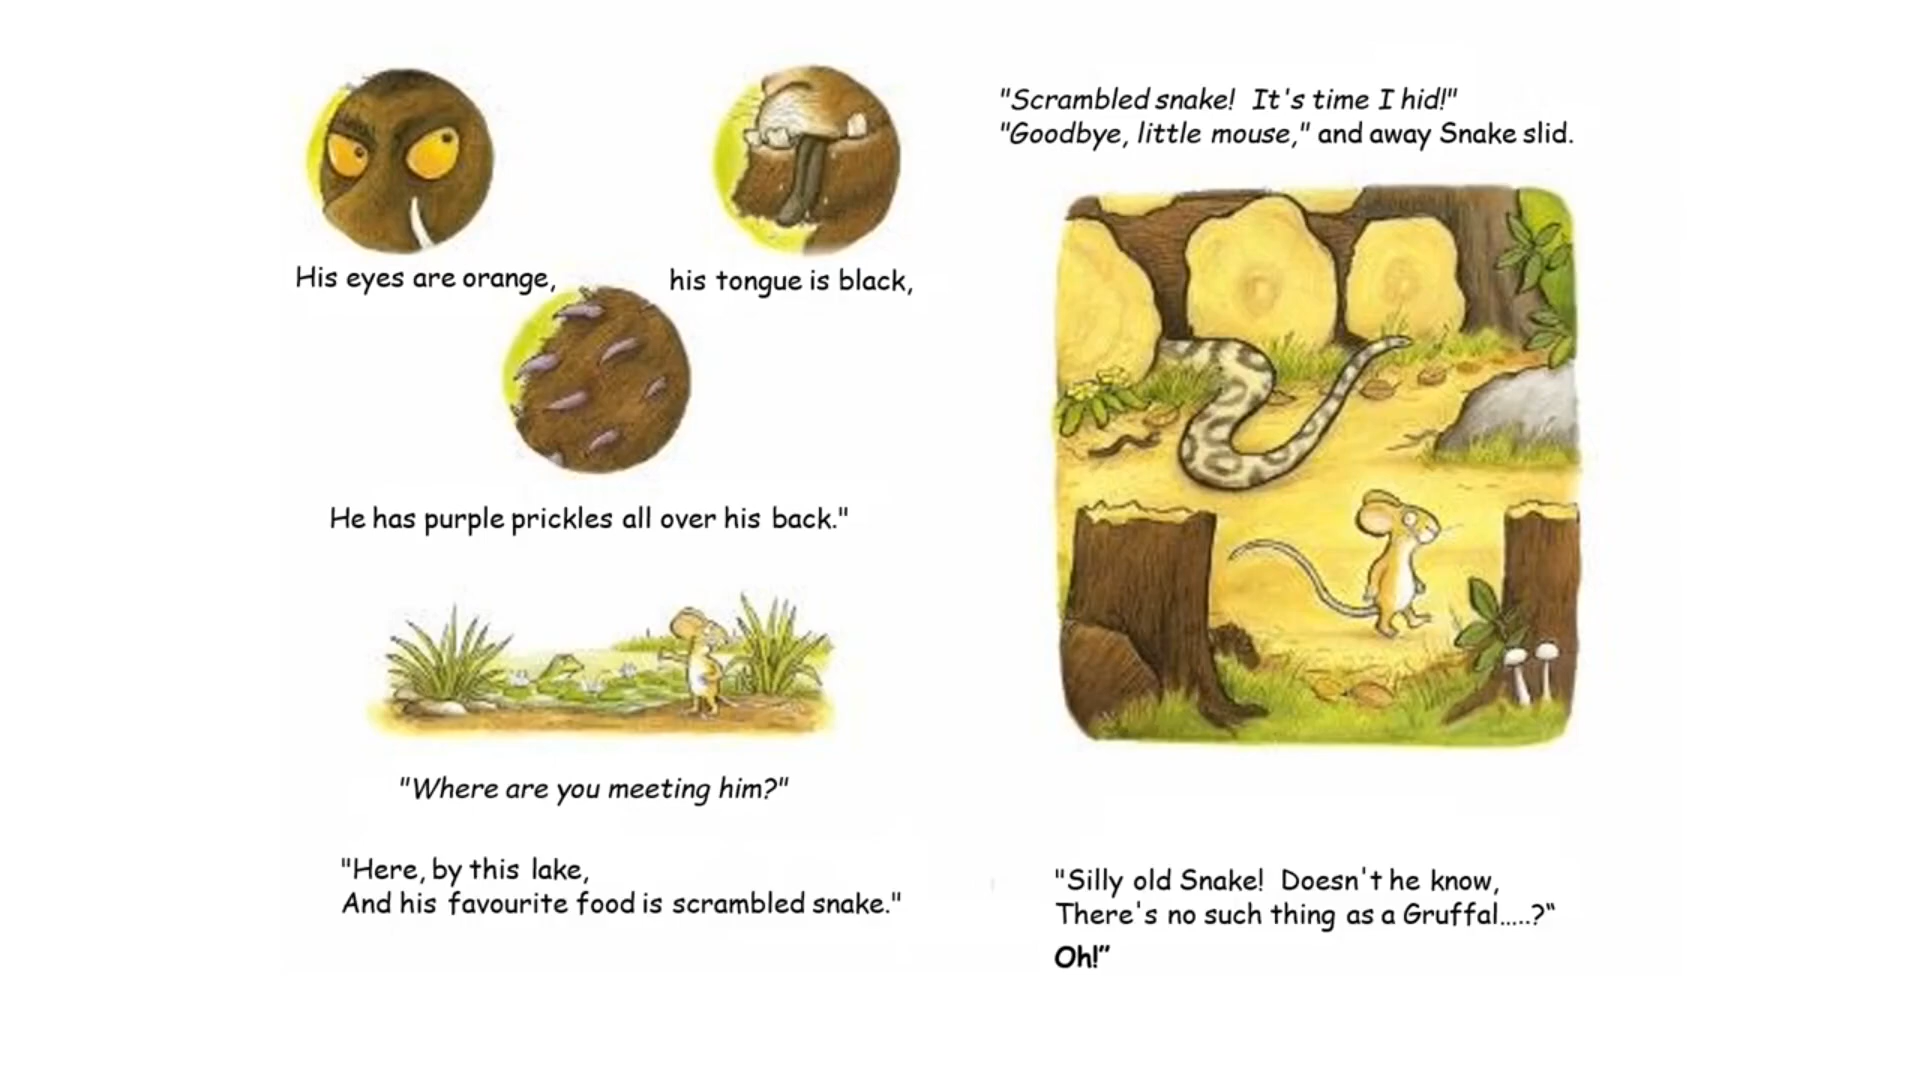 His eyes are orange,
his tongue is black,
He has purple prickles all over his back."
"Where are you meeting him?"
"Here, by this lake,
And his favourite food is scrambled snake."
"Scrambled snake!  It's time I hid!"
"Goodbye, little mouse," and away Snake slid.
"Silly old Snake!  Doesn't he know,
There's no such thing as a Gruffal.....?“
Oh!”